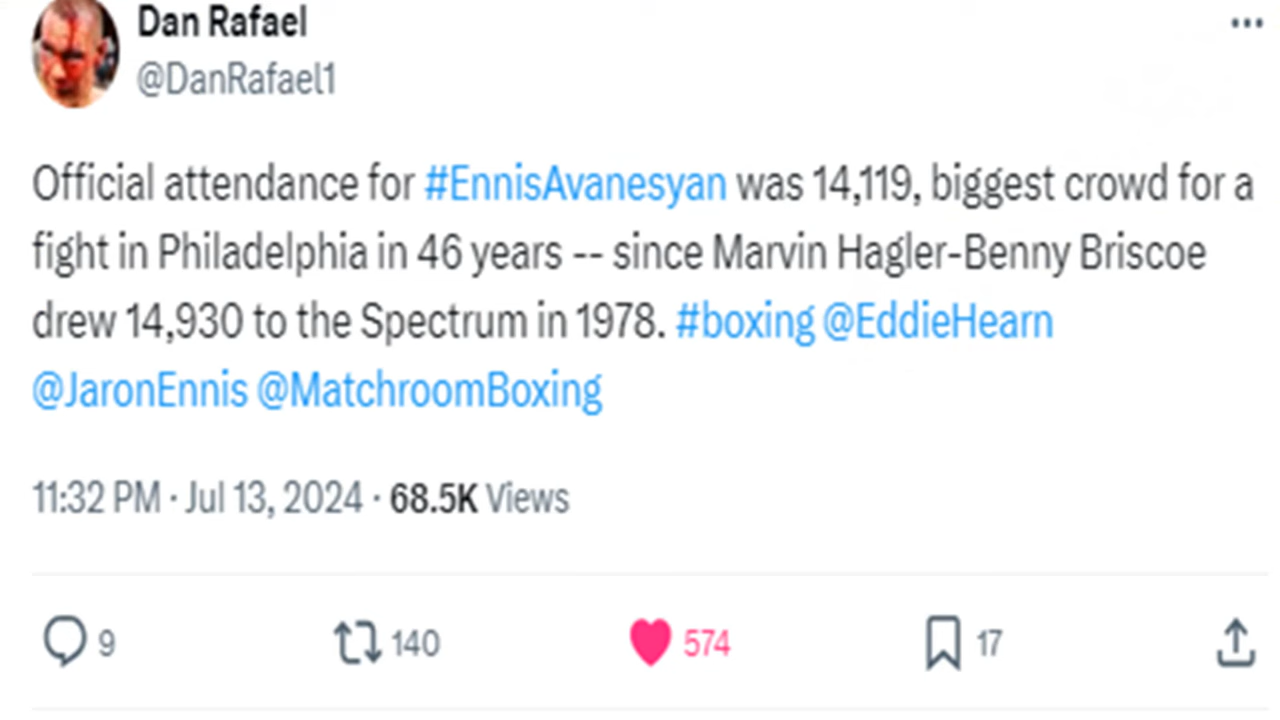 Dan Rafael
@DanRafael1
Official attendance for #EnnisAvanesyan was 14,119, biggest crowd for a
fight in Philadelphia in 46 years -- since Marvin Hagler-Benny Briscoe
drew 14,930 to the Spectrum in 1978. #boxing @EddieHearn
@JaronEnnis @MatchroomBoxing
11:32 PM · Jul 13, 2024 · 68.5K Views
9 140 574 17